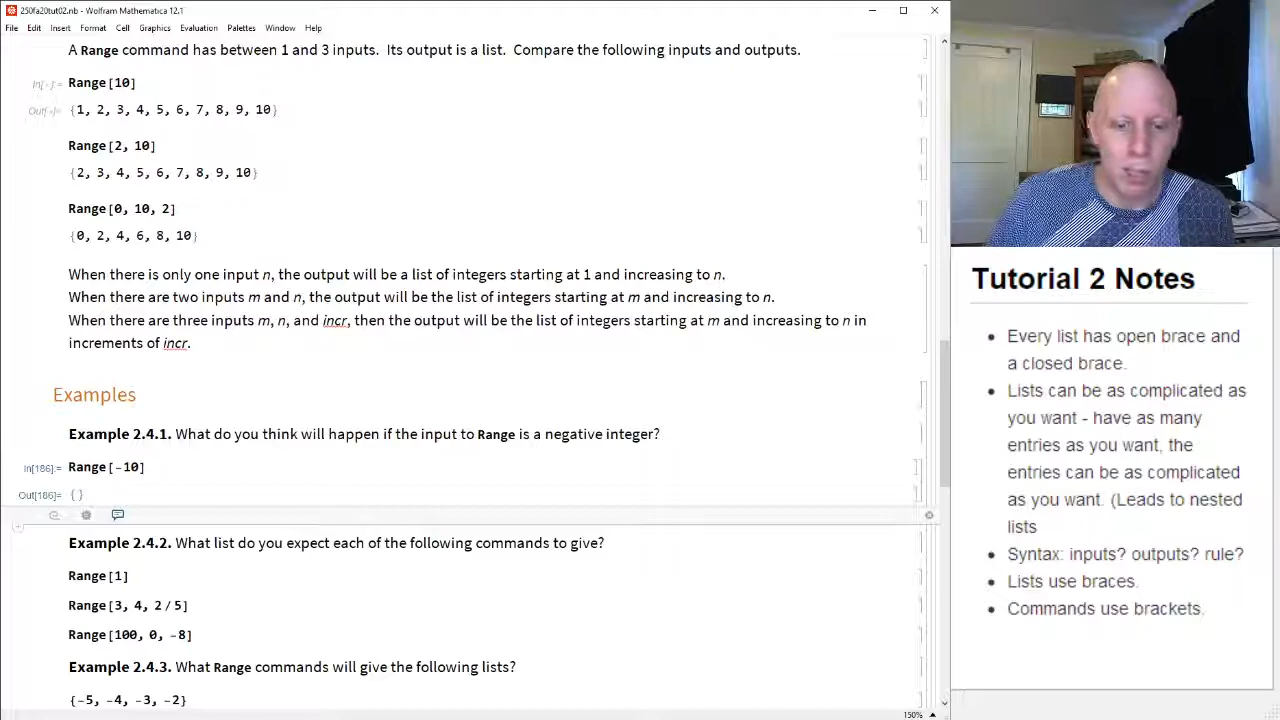 250fa20tut02.nb - Wolfram Mathematica 12.1
File Edit Insert Format Cell Graphics Evaluation Palettes Window Help
A Range command has between 1 and 3 inputs. Its output is a list. Compare the following inputs and outputs.
In[ ]:= Range[10]
Out[ ]= {1, 2, 3, 4, 5, 6, 7, 8, 9, 10}
Range[2, 10]
{2, 3, 4, 5, 6, 7, 8, 9, 10}
Range[0, 10, 2]
{0, 2, 4, 6, 8, 10}
When there is only one input n, the output will be a list of integers starting at 1 and increasing to n.
When there are two inputs m and n, the output will be the list of integers starting at m and increasing to n.
When there are three inputs m, n, and incr, then the output will be the list of integers starting at m and increasing to n in
increments of incr.
Examples
Example 2.4.1. What do you think will happen if the input to Range is a negative integer?
In[186]:= Range[-10]
Out[186]= {}
Example 2.4.2. What list do you expect each of the following commands to give?
Range[1]
Range[3, 4, 2/5]
Range[100, 0, -8]
Example 2.4.3. What Range commands will give the following lists?
{-5, -4, -3, -2}
150%
Tutorial 2 Notes
• Every list has open brace and
a closed brace.
• Lists can be as complicated as
you want - have as many
entries as you want, the
entries can be as complicated
as you want. (Leads to nested
lists
• Syntax: inputs? outputs? rule?
• Lists use braces.
• Commands use brackets.